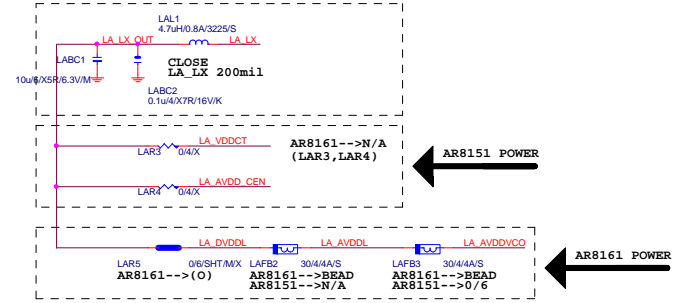 LAL1
4.7uH/0.8A/3225/S
LA_LX_OUT
LA_LX
LABC1
CLOSE
LA_LX 200mil
10u/6/X5R/6.3V/M
LABC2
0.1u/4/X7R/16V/K
LA_VDDCT
AR8161-->N/A
(LAR3,LAR4)
LAR3
0/4/X
AR8151 POWER
LA_AVDD_CEN
LAR4
0/4/X
LA_DVDDL
LA_AVDDL
LA_AVDDVCO
AR8161 POWER
LAR5
0/6/SHT/M/X
LAFB2
30/4/4A/S
LAFB3
30/4/4A/S
AR8161-->(O)
AR8161-->BEAD
AR8161-->BEAD
AR8151-->N/A
AR8151-->0/6